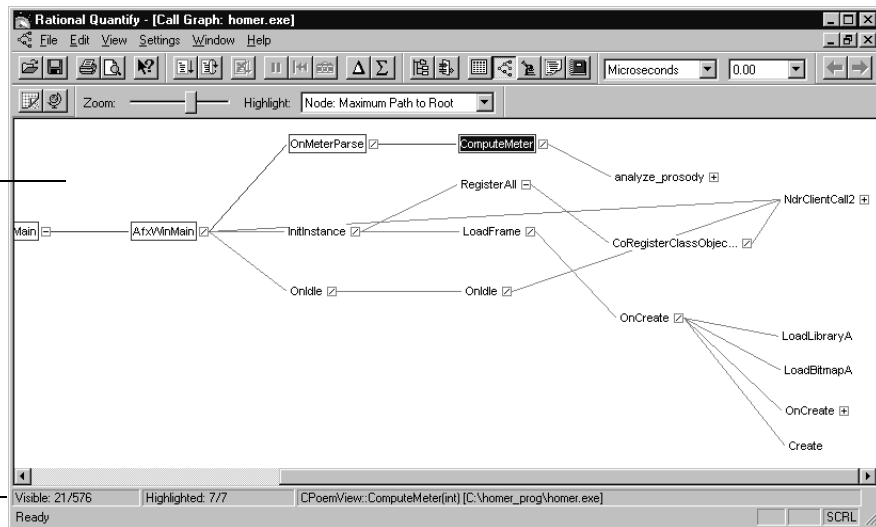 Rational Quantify - [Call Graph: homer.exe]
File Edit View Settings Window Help
Microseconds 0.00
Zoom: Highlight: Node: Maximum Path to Root
OnMeterParse ComputeMeter
analyze_prosody
RegisterAll
NdrClientCall2
Main AfxWinMain InitInstance LoadFrame
CoRegisterClassObjec...
OnIdle OnIdle
OnCreate
LoadLibraryA
LoadBitmapA
OnCreate
Create
Visible: 21/576 Highlighted: 7/7 CPoemView::ComputeMeter(int) [C:\homer_prog\homer.exe]
Ready SCRL